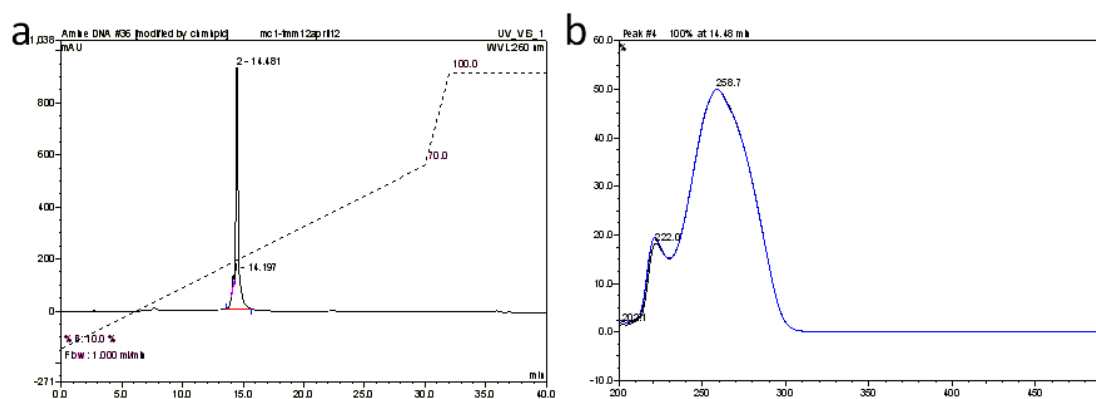 a
Amine DNA #36 [modified by chmlplc] mc1-fmm12april12 UV_VIS_1
1,038
mAU
WVL:260 nm
100.0
2 - 14.481
800
600
70.0
400
200
- 14.197
0
% B: 10.0 %
Flow: 1.000 ml/min
-271
min
0.0 5.0 10.0 15.0 20.0 25.0 30.0 35.0 40.0
b
Peak #4 100% at 14.48 min
60.0
%
258.7
50.0
40.0
30.0
20.0
222.0
10.0
0.0
-10.0
200 250 300 350 400 450